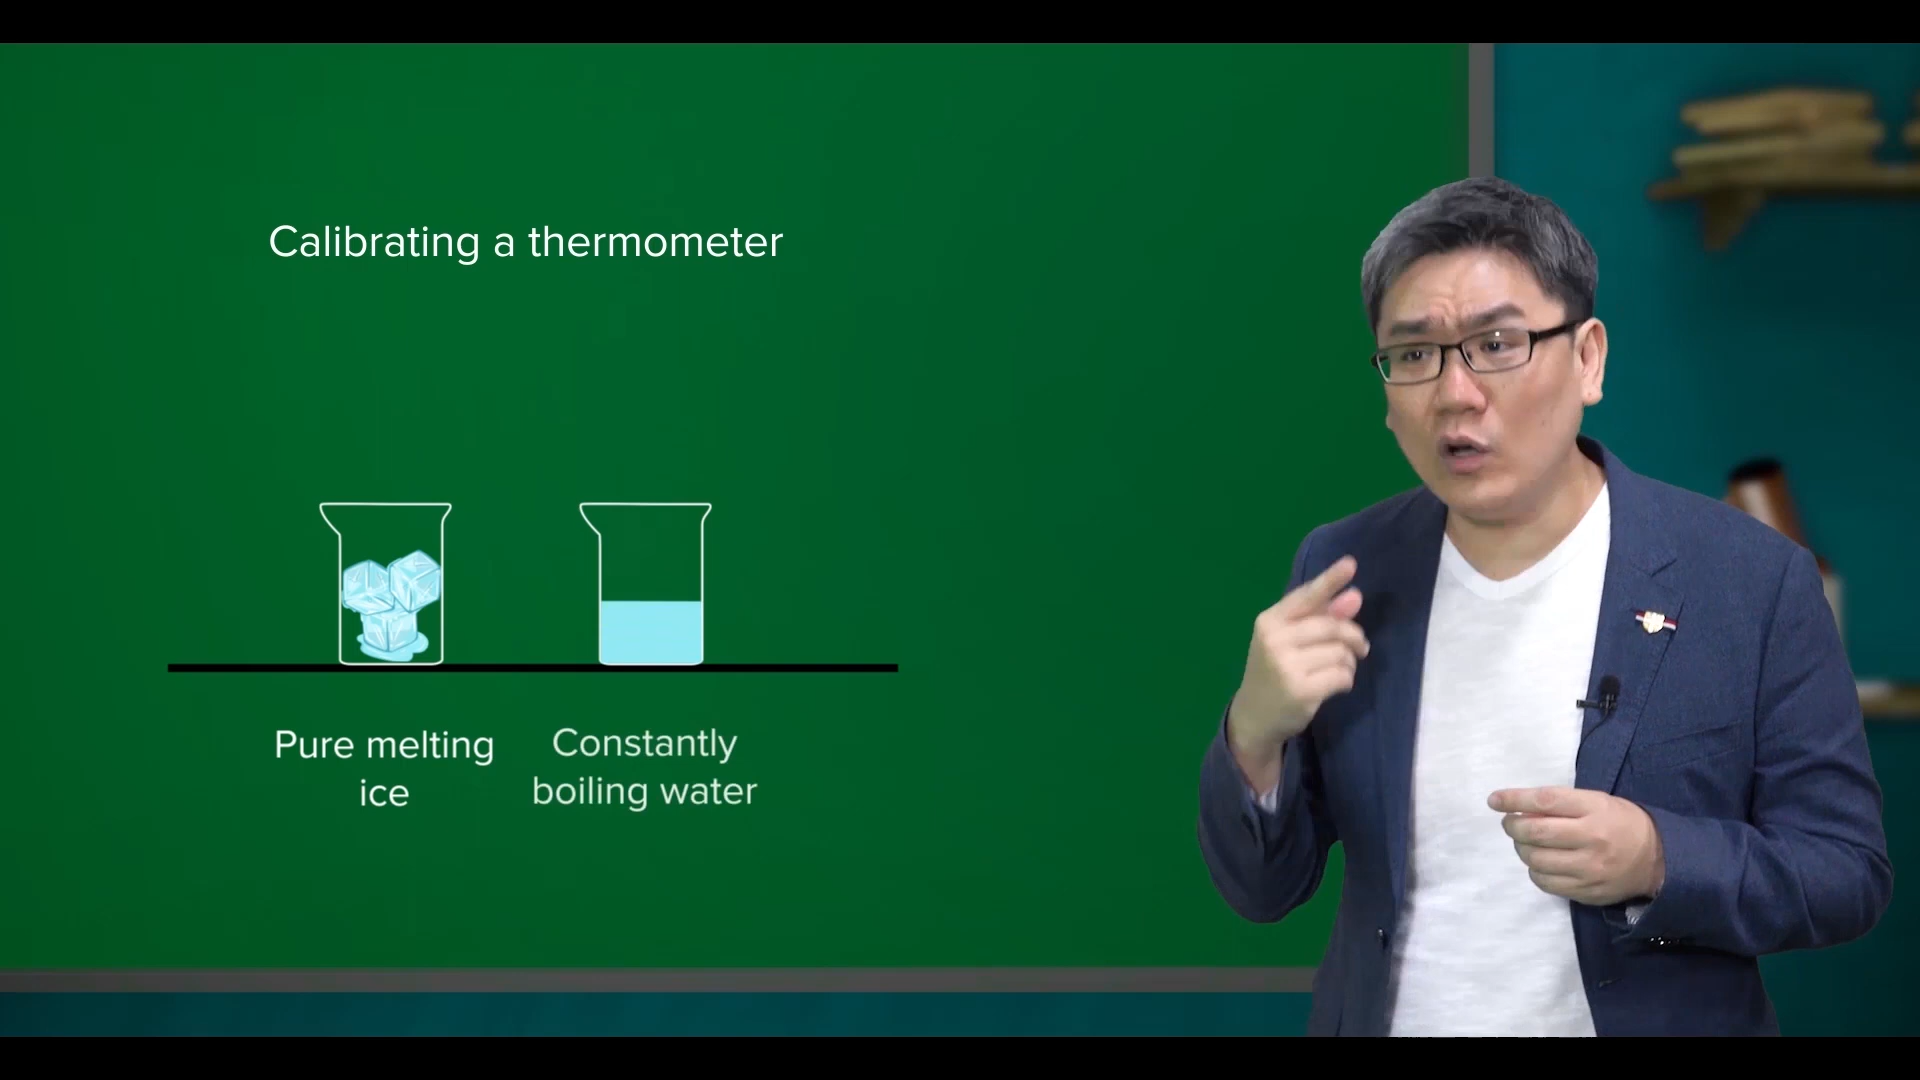 Calibrating a thermometer
Pure melting
ice
Constantly
boiling water